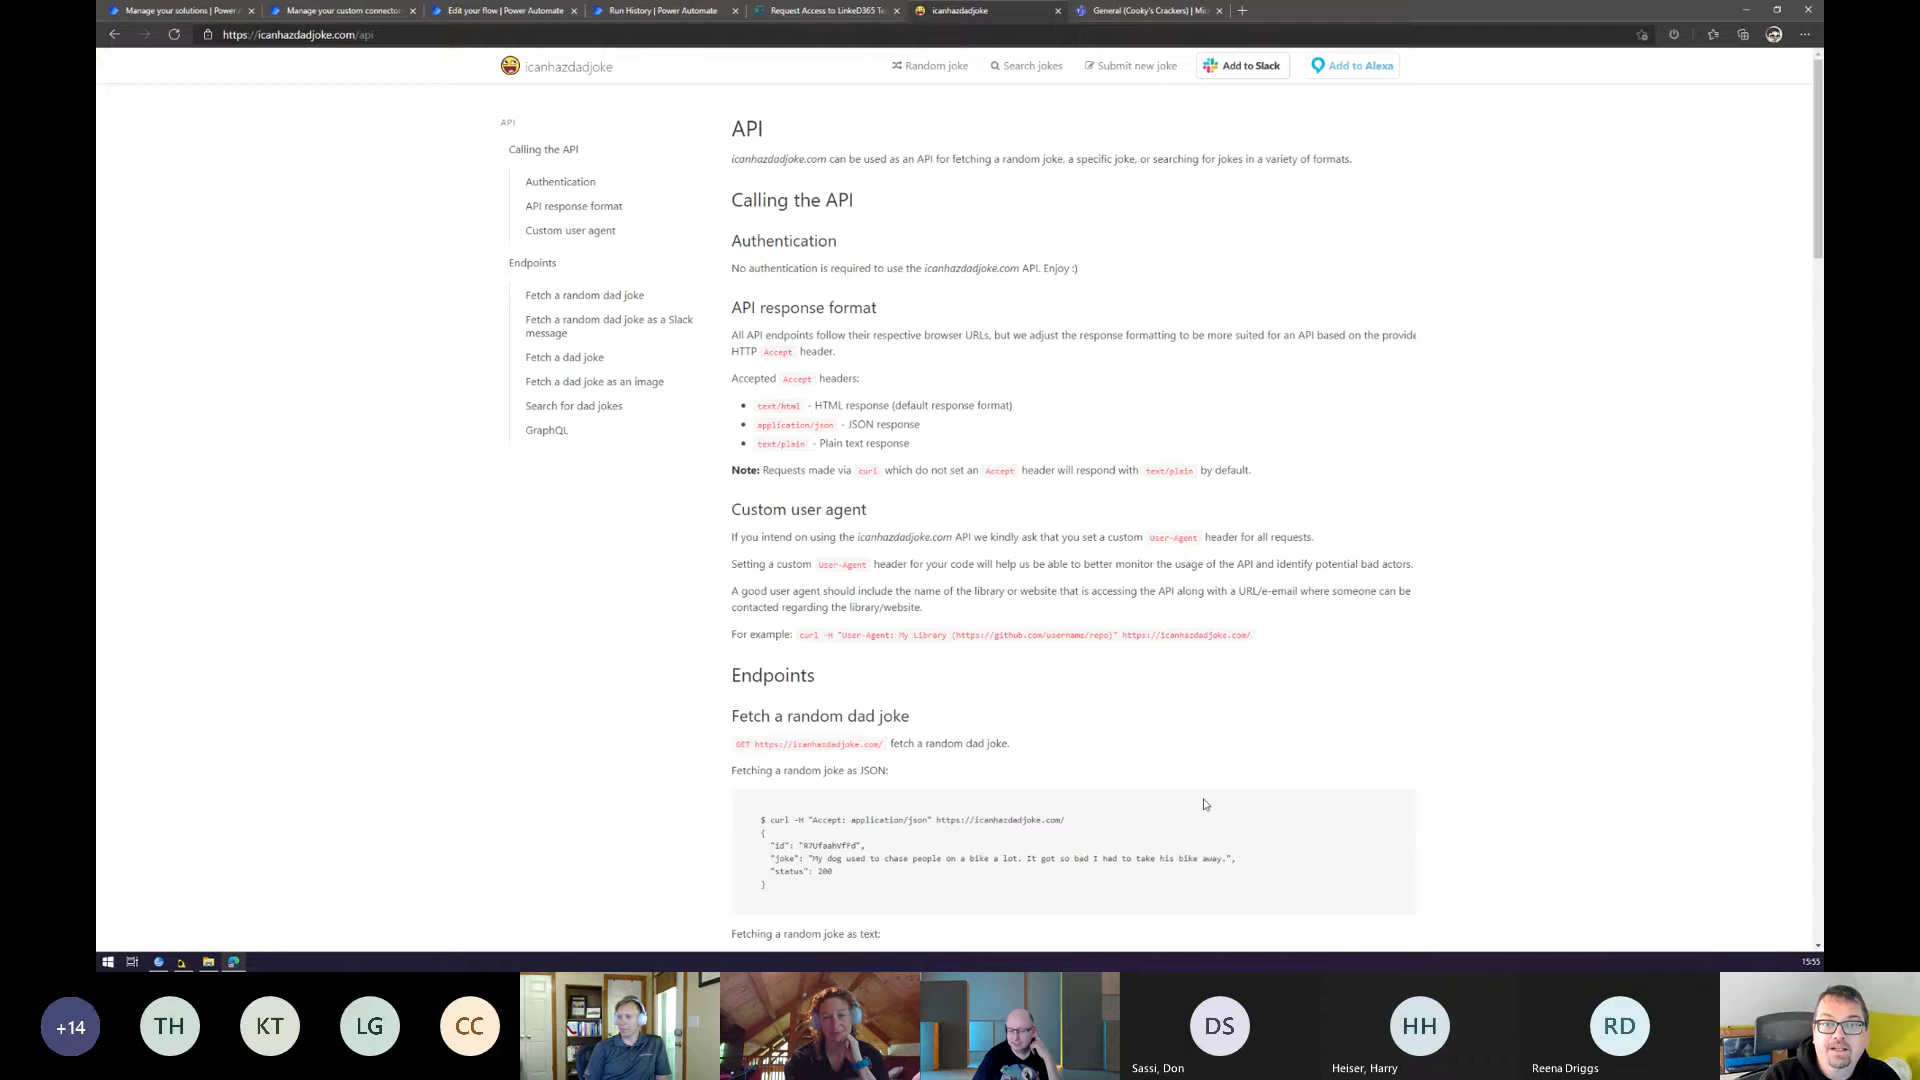 Manage your solutions | Power A
Manage your custom connector
Edit your flow | Power Automate
Run History | Power Automate
Request Access to LinkeD365 Te
icanhazdadjoke
General (Cooky's Crackers) | Mic
https://icanhazdadjoke.com/api
icanhazdadjoke
Random joke
Search jokes
Submit new joke
Add to Slack
Add to Alexa
API
Calling the API
Authentication
API response format
Custom user agent
Endpoints
Fetch a random dad joke
Fetch a random dad joke as a Slack
message
Fetch a dad joke
Fetch a dad joke as an image
Search for dad jokes
GraphQL
API
icanhazdadjoke.com can be used as an API for fetching a random joke, a specific joke, or searching for jokes in a variety of formats.
Calling the API
Authentication
No authentication is required to use the icanhazdadjoke.com API. Enjoy :)
API response format
All API endpoints follow their respective browser URLs, but we adjust the response formatting to be more suited for an API based on the provide
HTTP Accept header.
Accepted Accept headers:
• text/html - HTML response (default response format)
• application/json - JSON response
• text/plain - Plain text response
Note: Requests made via curl which do not set an Accept header will respond with text/plain by default.
Custom user agent
If you intend on using the icanhazdadjoke.com API we kindly ask that you set a custom User-Agent header for all requests.
Setting a custom User-Agent header for your code will help us be able to better monitor the usage of the API and identify potential bad actors.
A good user agent should include the name of the library or website that is accessing the API along with a URL/e-email where someone can be
contacted regarding the library/website.
For example: curl -H "User-Agent: My Library (https://github.com/username/repo)" https://icanhazdadjoke.com/
Endpoints
Fetch a random dad joke
GET https://icanhazdadjoke.com/ fetch a random dad joke.
Fetching a random joke as JSON:
$ curl -H "Accept: application/json" https://icanhazdadjoke.com/
{
"id": "R7UfaahVfFd",
"joke": "My dog used to chase people on a bike a lot. It got so bad I had to take his bike away.",
"status": 200
}
Fetching a random joke as text:
15:55
+14
TH
KT
LG
CC
DS
HH
RD
Sassi, Don
Heiser, Harry
Reena Driggs